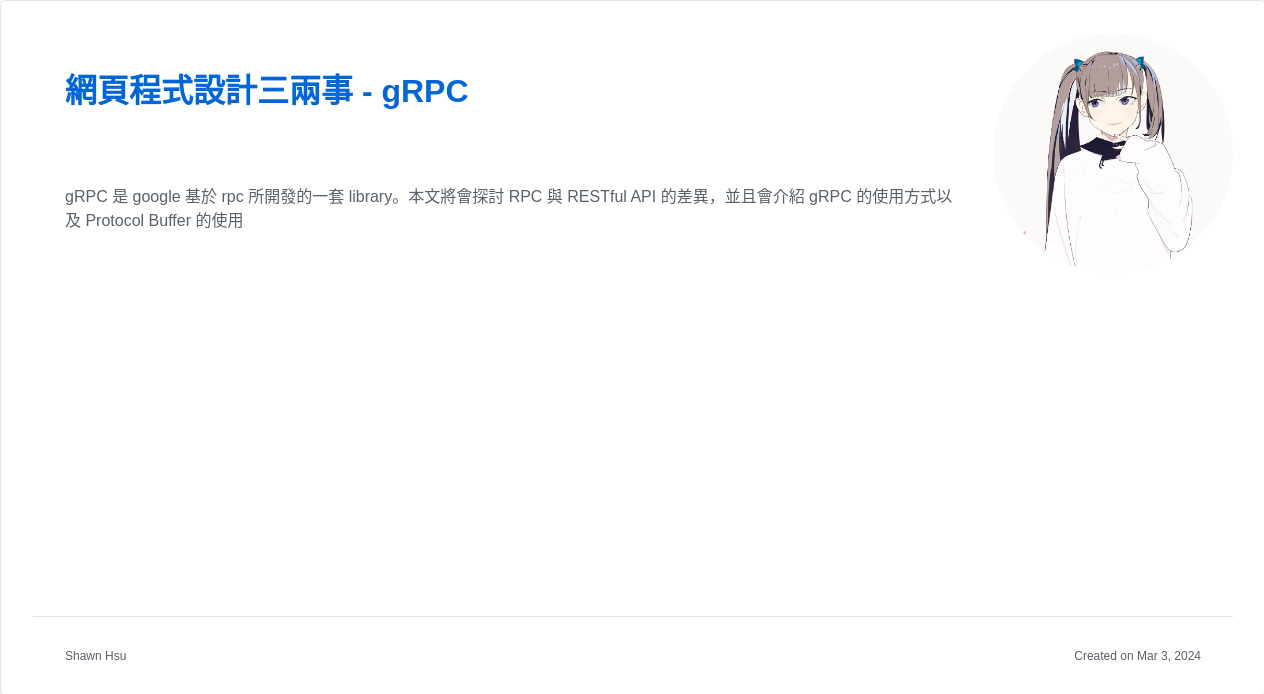 網頁程式設計三兩事 - gRPC
gRPC 是 google 基於 rpc 所開發的一套 library。本文將會探討 RPC 與 RESTful API 的差異，並且會介紹 gRPC 的使用方式以
及 Protocol Buffer 的使用
Shawn Hsu
Created on Mar 3, 2024